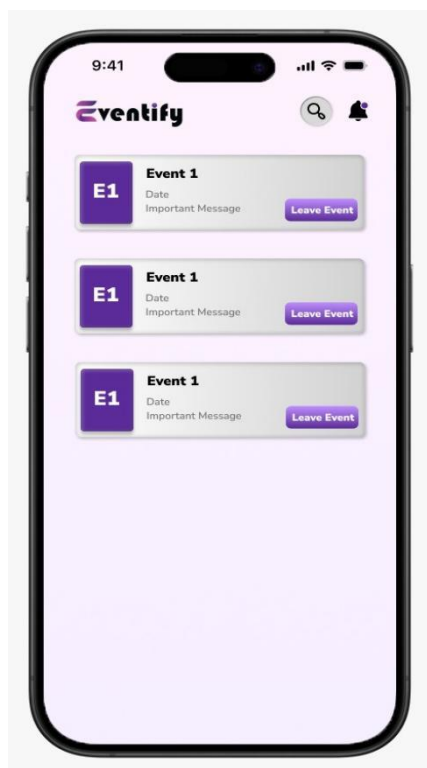 9:41
Eventify
E1
Event 1
Date
Important Message
Leave Event
E1
Event 1
Date
Important Message
Leave Event
E1
Event 1
Date
Important Message
Leave Event